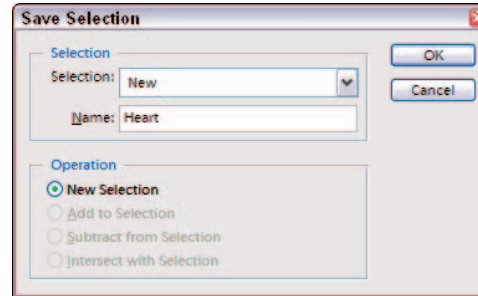 Save Selection
Selection
Selection: New
Name: Heart
Operation
New Selection
Add to Selection
Subtract from Selection
Intersect with Selection
OK
Cancel